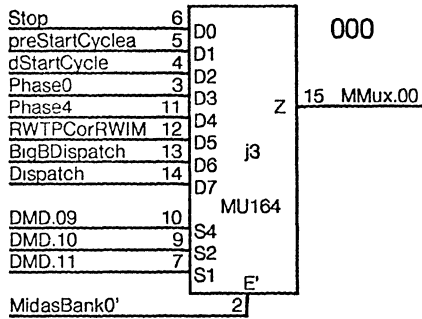 Stop 6 D0 000
preStartCyclea 5 D1
dStartCycle 4 D2
Phase0 3 D3
Phase4 11 D4
RWTPCorRWIM 12 D5
BigBDispatch 13 D6
Dispatch 14 D7
Z 15 MMux.00
j3
MU164
DMD.09 10 S4
DMD.10 9 S2
DMD.11 7 S1
E'
MidasBank0' 2